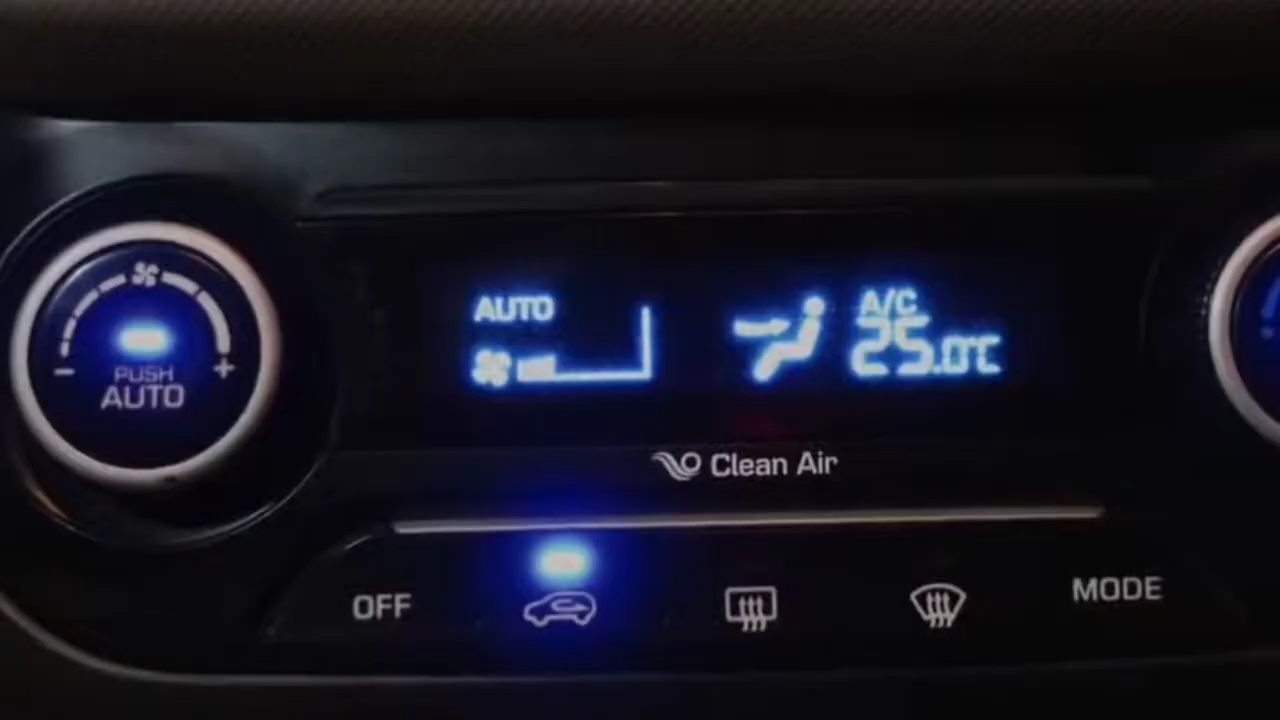 AUTO
A/C
25.0°C
PUSH
AUTO
Clean Air
OFF
MODE